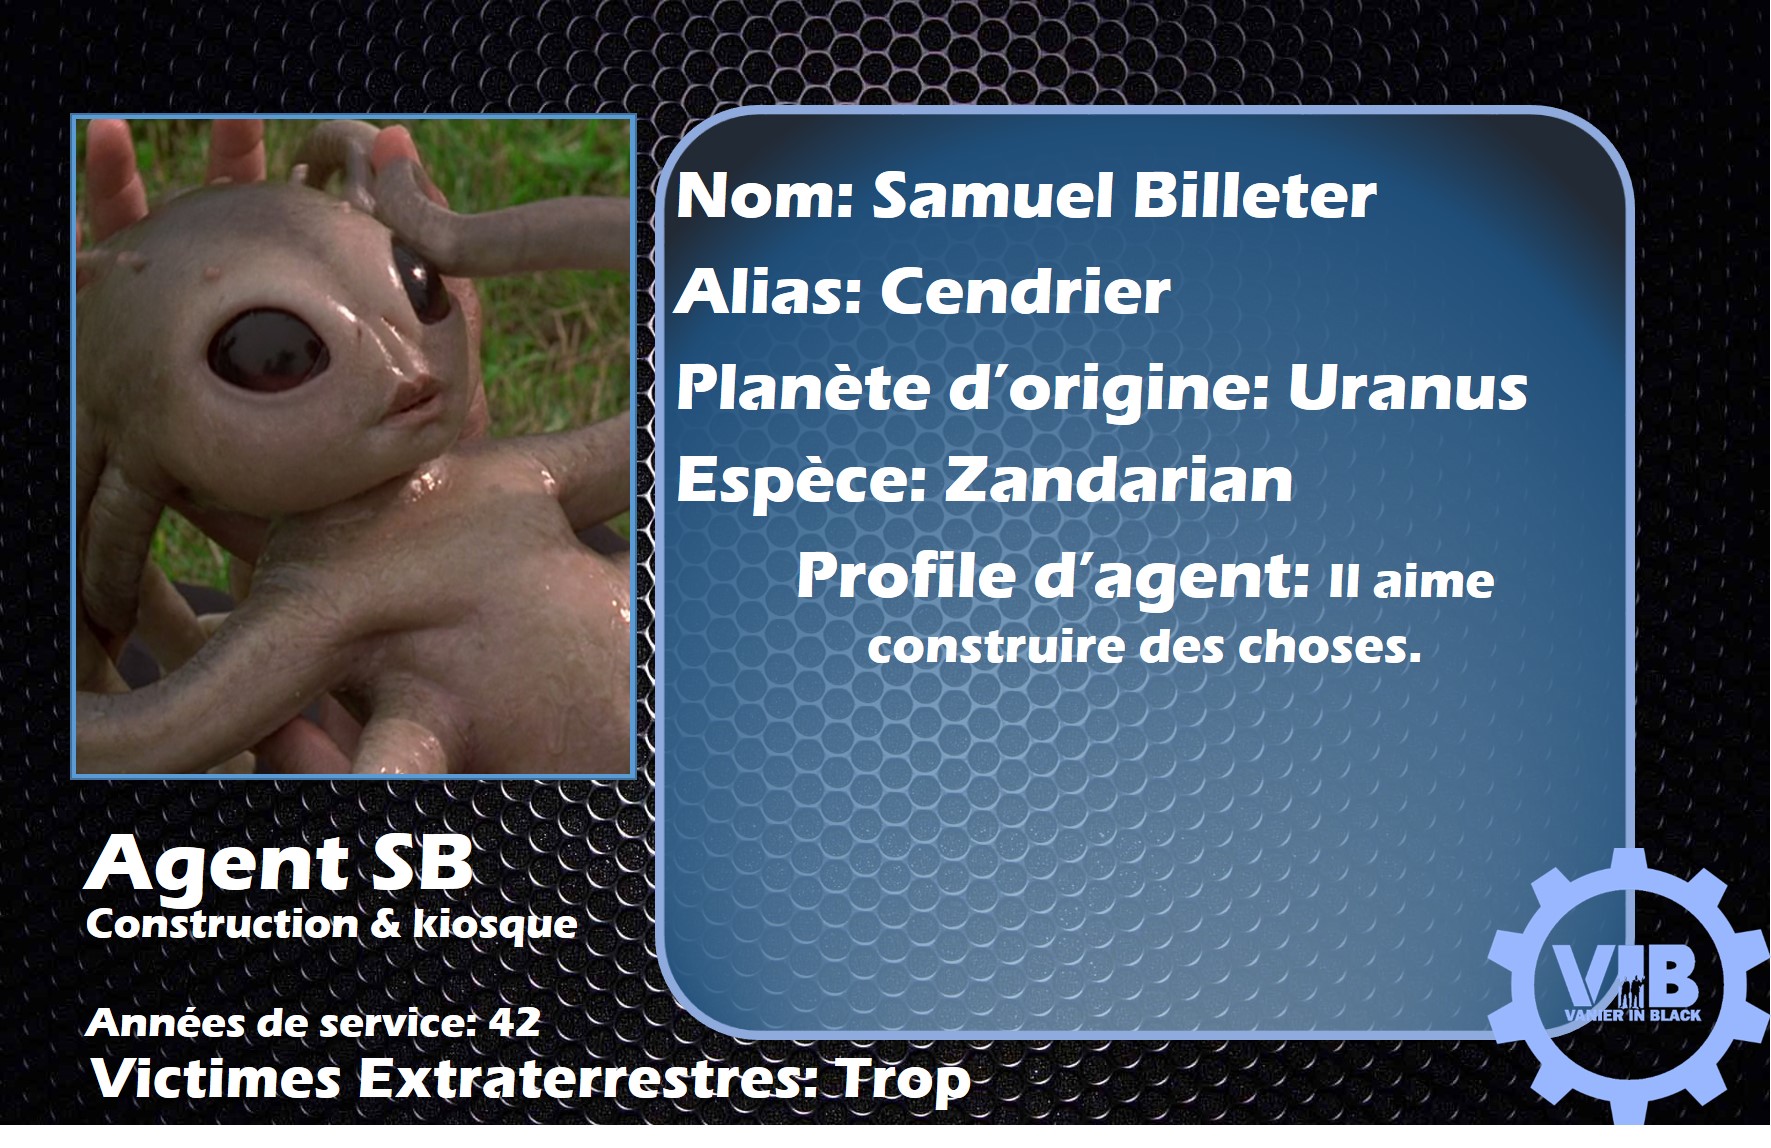 Nom: Samuel Billeter
Alias: Cendrier
Planète d’origine: Uranus
Espèce: Zandarian
Profile d’agent: Il aime
construire des choses.
Agent SB
Construction & kiosque
Années de service: 42
Victimes Extraterrestres: Trop
VIB
VANIER IN BLACK